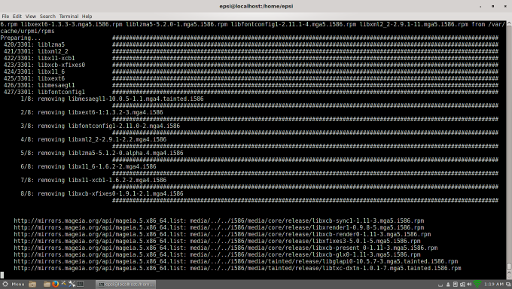 epsi@localhost:/home/epsi
File Edit View Search Terminal Help
6.rpm libxext6-1.3.3-3.mga5.i586.rpm liblzma5-5.2.0-1.mga5.i586.rpm libfontconfig1-2.11.1-4.mga5.i586.rpm libxml2_2-2.9.1-11.mga5.i586.rpm from /var/
cache/urpmi/rpms
Preparing... ####################
420/3301: liblzma5 ####################
421/3301: libxml2_2 ####################
422/3301: libx11-xcb1 ####################
423/3301: libxcb-xfixes0 ####################
424/3301: libx11_6 ####################
425/3301: libxext6 ####################
426/3301: libmesaegl1 ####################
427/3301: libfontconfig1 ####################
1/8: removing libmesaegl1-10.0.5-1.1.mga4.tainted.i586
####################
2/8: removing libxext6-1:1.3.2-3.mga4.i586
####################
3/8: removing libfontconfig1-2.11.0-2.mga4.i586
####################
4/8: removing libxml2_2-2.9.1-2.2.mga4.i586
####################
5/8: removing liblzma5-5.1.2-0.alpha.4.mga4.i586
####################
6/8: removing libx11_6-1.6.2-2.mga4.i586
####################
7/8: removing libx11-xcb1-1.6.2-2.mga4.i586
####################
8/8: removing libxcb-xfixes0-1.9.1-2.1.mga4.i586
####################
http://mirrors.mageia.org/api/mageia.5.x86_64.list: media/../../i586/media/core/release/libxcb-sync1-1.11-3.mga5.i586.rpm
http://mirrors.mageia.org/api/mageia.5.x86_64.list: media/../../i586/media/core/release/libxrender1-0.9.8-5.mga5.i586.rpm
http://mirrors.mageia.org/api/mageia.5.x86_64.list: media/../../i586/media/core/release/libxcb-render0-1.11-3.mga5.i586.rpm
http://mirrors.mageia.org/api/mageia.5.x86_64.list: media/../../i586/media/core/release/libxfixes3-5.0.1-5.mga5.i586.rpm
http://mirrors.mageia.org/api/mageia.5.x86_64.list: media/../../i586/media/core/release/libxcb-present_0-1.11-3.mga5.i586.rpm
http://mirrors.mageia.org/api/mageia.5.x86_64.list: media/../../i586/media/core/release/libxcb-glx0-1.11-3.mga5.i586.rpm
http://mirrors.mageia.org/api/mageia.5.x86_64.list: media/../../i586/media/tainted/release/libglapi0-10.5.7-3.mga5.tainted.i586.rpm
http://mirrors.mageia.org/api/mageia.5.x86_64.list: media/../../i586/media/tainted/release/libtxc-dxtn-1.0.1-7.mga5.tainted.i586.rpm
Menu